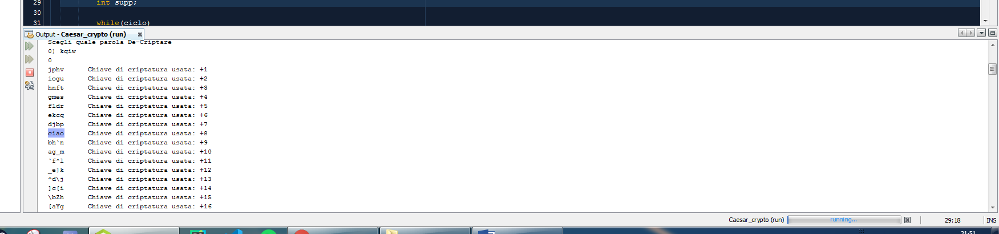 29 int supp;
30
31 while(ciclo)
Output - Caesar_crypto (run)
Scegli quale parola De-Criptare
0) kqiw
0
jphv Chiave di criptatura usata: +1
iogu Chiave di criptatura usata: +2
hnft Chiave di criptatura usata: +3
gmes Chiave di criptatura usata: +4
fldr Chiave di criptatura usata: +5
ekcq Chiave di criptatura usata: +6
djbp Chiave di criptatura usata: +7
ciao Chiave di criptatura usata: +8
bh`n Chiave di criptatura usata: +9
ag_m Chiave di criptatura usata: +10
`f^l Chiave di criptatura usata: +11
_e]k Chiave di criptatura usata: +12
^d\j Chiave di criptatura usata: +13
]c[i Chiave di criptatura usata: +14
\bZh Chiave di criptatura usata: +15
[aYg Chiave di criptatura usata: +16
Caesar_crypto (run) running... 29:18 INS
21:51